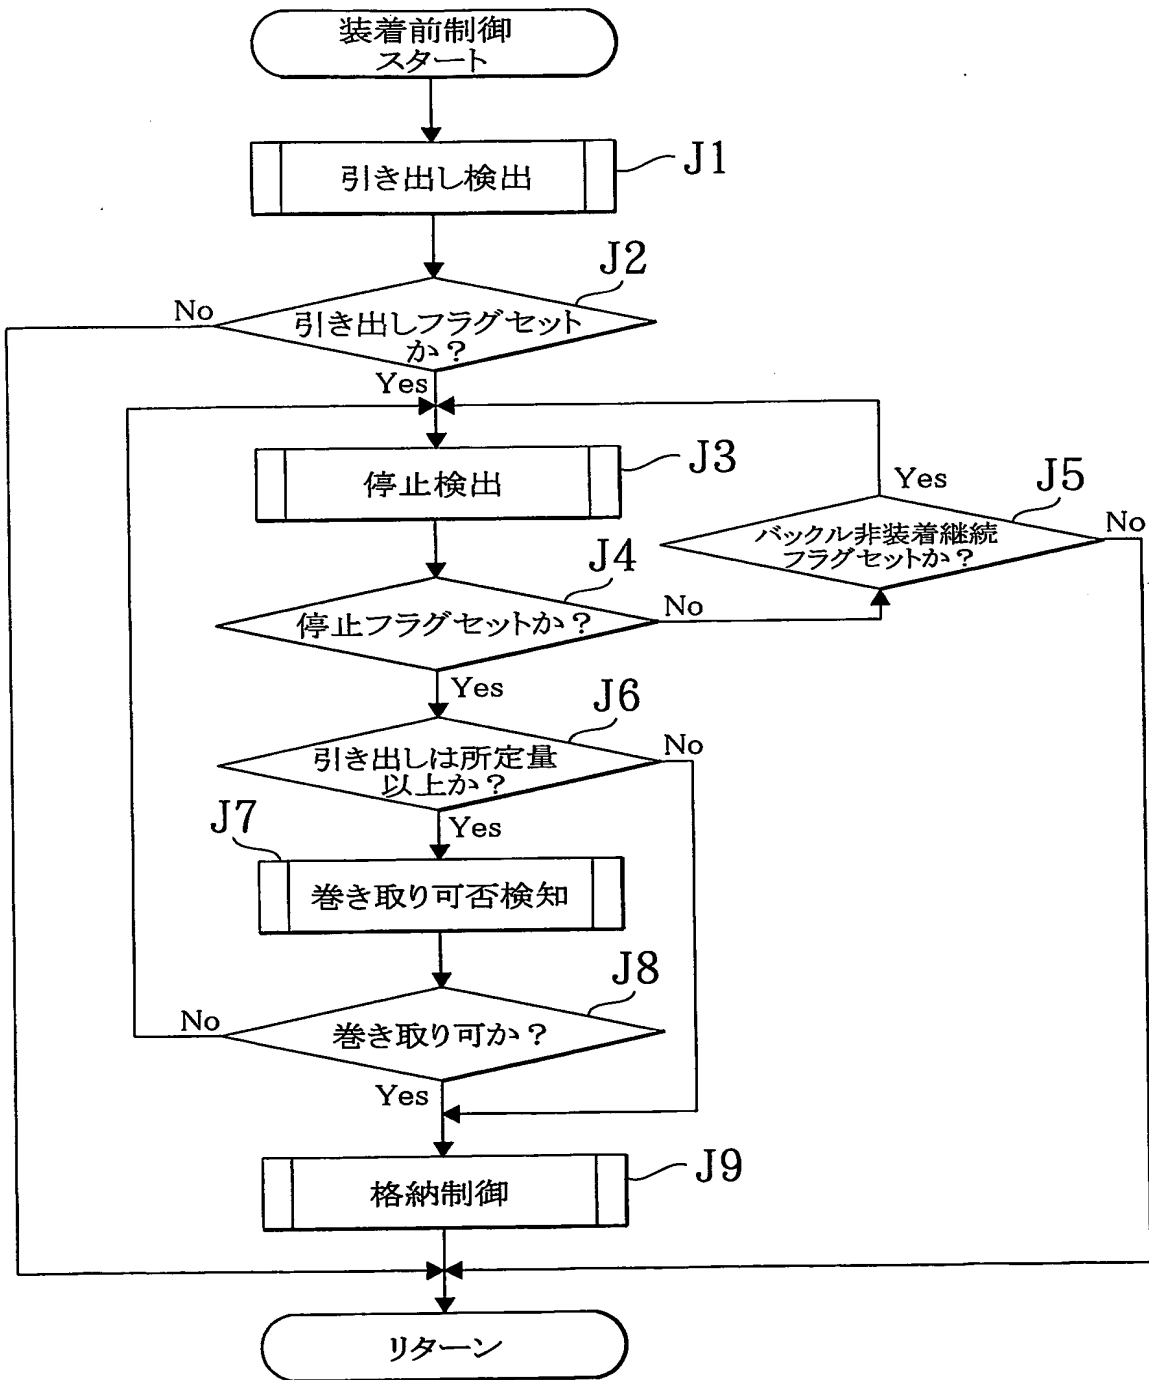 装着前制御
スタート
引き出し検出
J1
J2
No
引き出しフラグセット
か？
Yes
停止検出
J3
Yes
J5
No
バックル非装着継続
フラグセットか？
J4
停止フラグセットか？
No
Yes
J6
引き出しは所定量
以上か？
No
Yes
J7
巻き取り可否検知
J8
No
巻き取り可か？
Yes
格納制御
J9
リターン